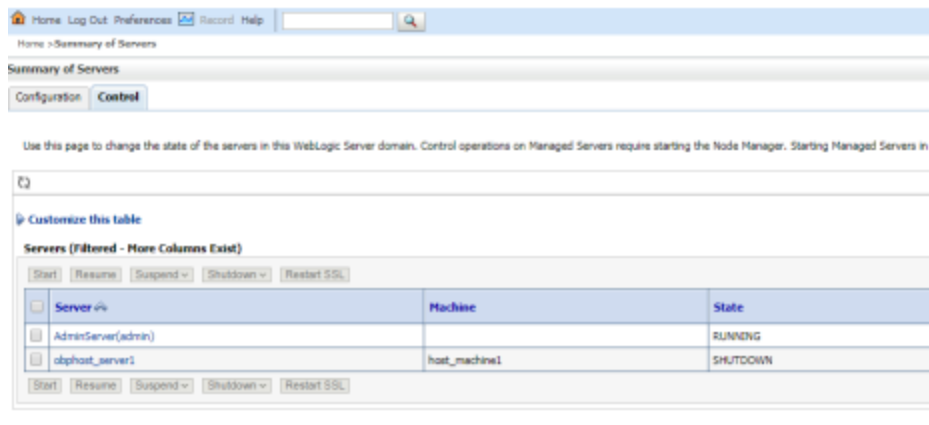 Home Log Out Preferences Record Help
Home >Summary of Servers
Summary of Servers
Configuration Control
Use this page to change the state of the servers in this WebLogic Server domain. Control operations on Managed Servers require starting the Node Manager. Starting Managed Servers in
Customize this table
Servers (Filtered - More Columns Exist)
Start Resume Suspend Shutdown Restart SSL
Server Machine State
AdminServer(admin) RUNNING
obphost_server1 host_machine1 SHUTDOWN
Start Resume Suspend Shutdown Restart SSL